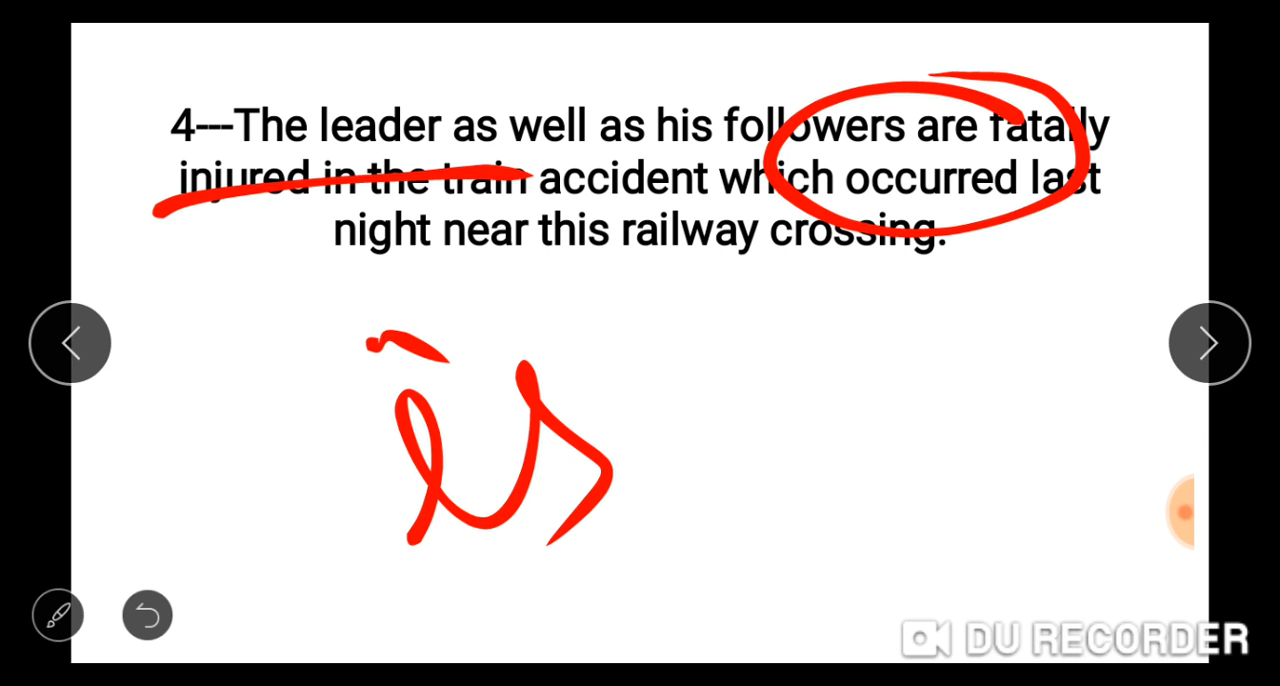 4---The leader as well as his followers are fatally
injured in the train accident which occurred last
night near this railway crossing.
is
DU RECORDER